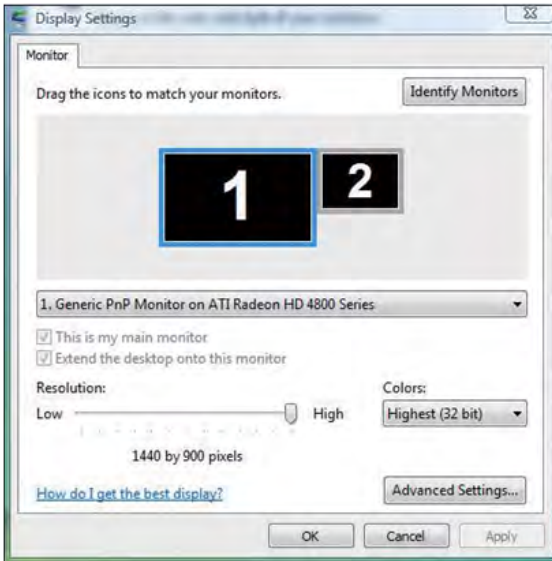 Display Settings
Monitor
Drag the icons to match your monitors.
Identify Monitors
1
2
1. Generic PnP Monitor on ATI Radeon HD 4800 Series
This is my main monitor
Extend the desktop onto this monitor
Resolution:
Colors:
Low
High
Highest (32 bit)
1440 by 900 pixels
How do I get the best display?
Advanced Settings...
OK
Cancel
Apply